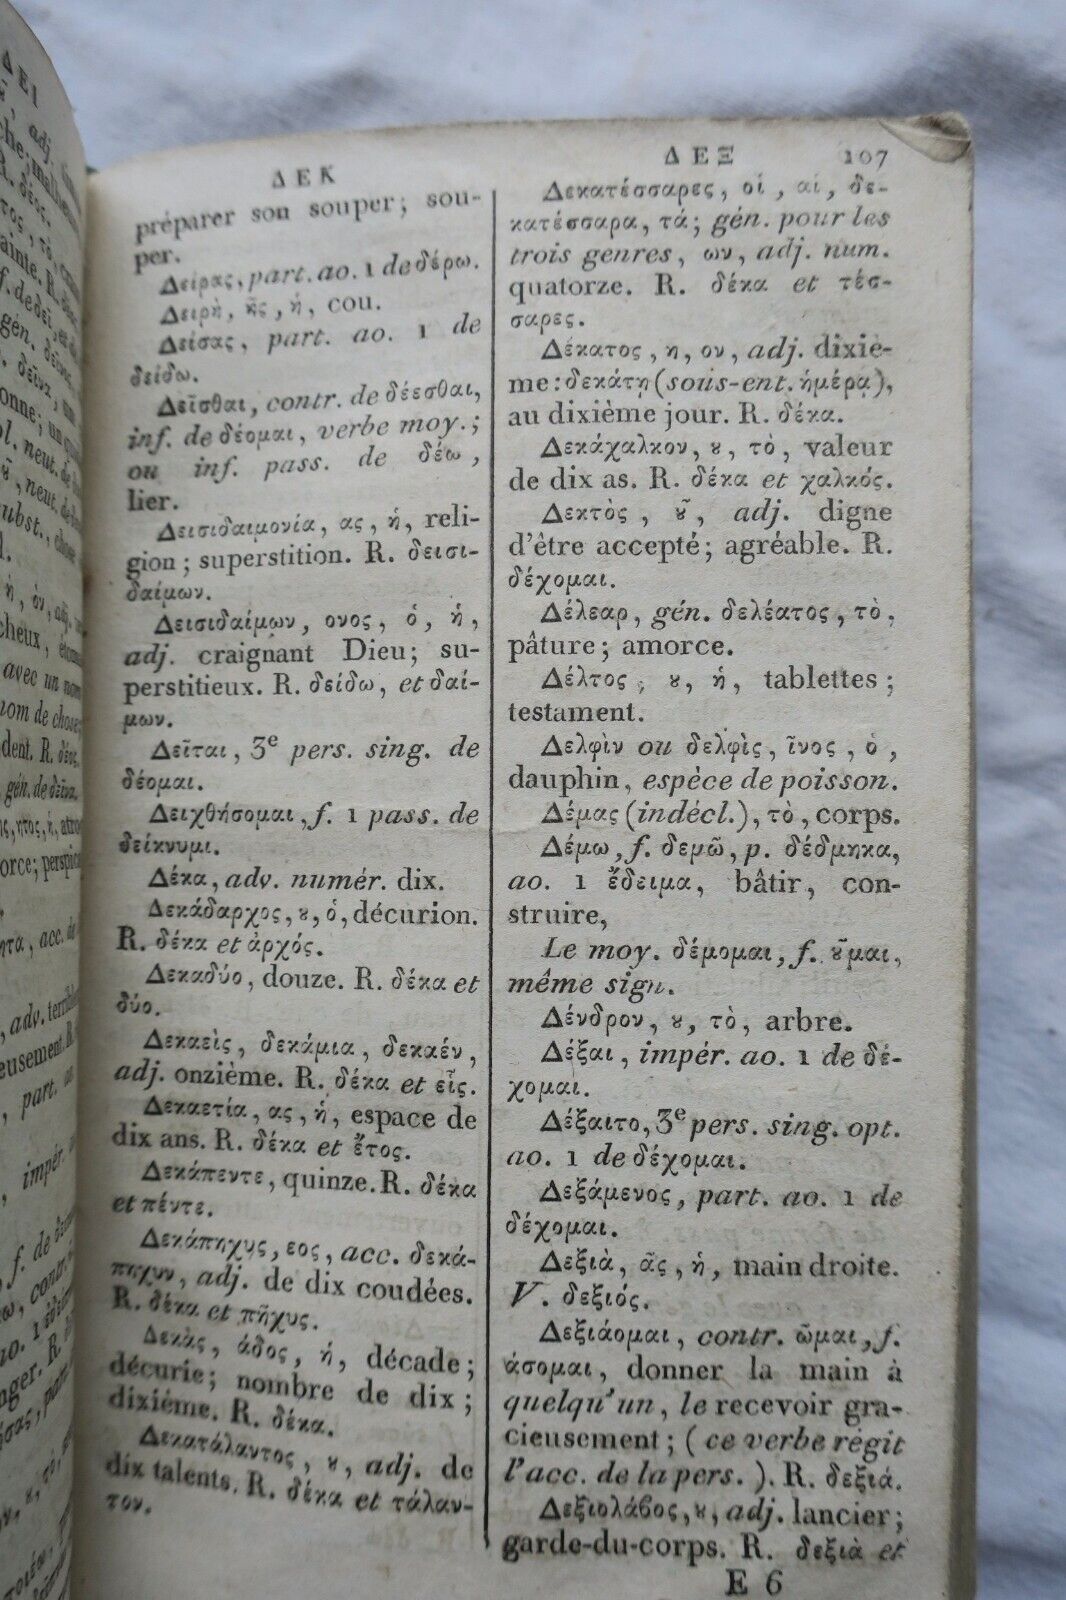 ΔΕΙ
ΔΕΚ
préparer son souper; sou-
per.
Δείρας, part. ao. 1 de δέρω.
Δειρὴ, ῆς, ἡ, cou.
Δείσας, part. ao. 1 de
δείδω.
Δεῖσθαι, contr. de δέεσθαι,
inf. de δέομαι, verbe moy.;
ou inf. pass. de δέω,
lier.
Δεισιδαιμονία, ας, ἡ, reli-
gion; superstition. R. δεισι-
δαίμων.
Δεισιδαίμων, ονος, ὁ, ἡ,
adj. craignant Dieu; su-
perstitieux. R. δείδω, et δαί-
μων.
Δεῖται, 3e pers. sing. de
δέομαι.
Δειχθήσομαι, f. 1 pass. de
δείκνυμι.
Δέκα, adv. numér. dix.
Δεκάδαρχος, ȣ, ὁ, décurion.
R. δέκα et ἀρχός.
Δεκαδύο, douze. R. δέκα et
δύο.
Δεκαεὶς, δεκάμια, δεκαέν,
adj. onzième. R. δέκα et εἷς.
Δεκαετία, ας, ἡ, espace de
dix ans. R. δέκα et ἔτος.
Δεκάπεντε, quinze. R. δέκα
et πέντε.
Δεκάπηχυς, εος, acc. δεκά-
πηχυν, adj. de dix coudées.
R. δέκα et πῆχυς.
Δεκὰς, άδος, ἡ, décade;
décurie; nombre de dix;
dixième. R. δέκα.
Δεκατάλαντος, ȣ, adj. de
dix talents. R. δέκα et τάλαν-
τον.
ΔΕΞ 107
Δεκατέσσαρες, οἱ, αἱ, δε-
κατέσσαρα, τά; gén. pour les
trois genres, ων, adj. num.
quatorze. R. δέκα et τέσ-
σαρες.
Δέκατος, η, ον, adj. dixiè-
me: δεκάτη (sous-ent. ἡμέρᾳ),
au dixième jour. R. δέκα.
Δεκάχαλκον, ȣ, τὸ, valeur
de dix as. R. δέκα et χαλκός.
Δεκτὸς, ȣ͂, adj. digne
d'être accepté; agréable. R.
δέχομαι.
Δέλεαρ, gén. δελέατος, τὸ,
pâture; amorce.
Δέλτος, ȣ, ἡ, tablettes;
testament.
Δελφὶν ou δελφὶς, ῖνος, ὁ,
dauphin, espèce de poisson.
Δέμας (indécl.), τὸ, corps.
Δέμω, f. δεμῶ, p. δέδμηκα,
ao. 1 ἔδειμα, bâtir, con-
struire,
Le moy. δέμομαι, f. ȣ͂μαι,
même sign.
Δένδρον, ȣ, τὸ, arbre.
Δέξαι, impér. ao. 1 de δέ-
χομαι.
Δέξαιτο, 3e pers. sing. opt.
ao. 1 de δέχομαι.
Δεξάμενος, part. ao. 1 de
δέχομαι.
Δεξιὰ, ᾶς, ἡ, main droite.
V. δεξιός.
Δεξιάομαι, contr. ῶμαι, f.
άσομαι, donner la main à
quelqu'un, le recevoir gra-
cieusement; (ce verbe régit
l'acc. de la pers.). R. δεξιά.
Δεξιολάβος, ȣ, adj. lancier;
garde-du-corps. R. δεξιὰ et
E 6